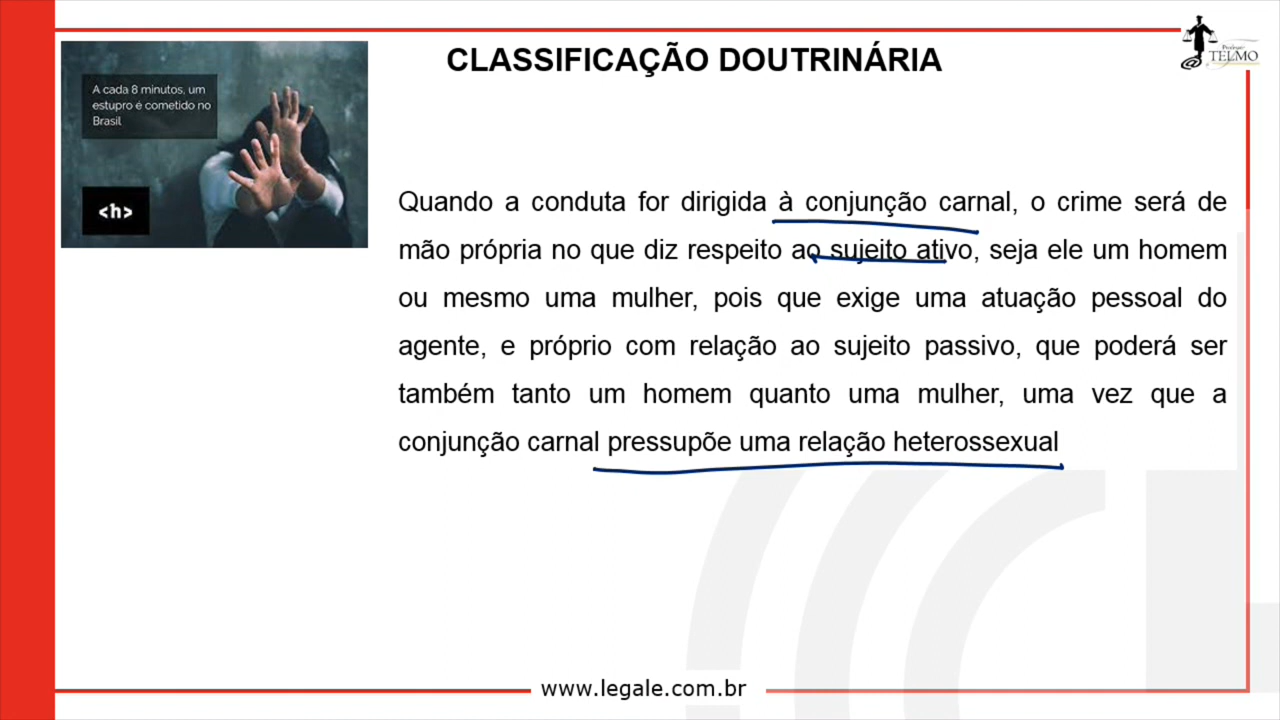 CLASSIFICAÇÃO DOUTRINÁRIA
Professor
TELMO
A cada 8 minutos, um
estupro é cometido no
Brasil
<h>
Quando a conduta for dirigida à conjunção carnal, o crime será de
mão própria no que diz respeito ao sujeito ativo, seja ele um homem
ou mesmo uma mulher, pois que exige uma atuação pessoal do
agente, e próprio com relação ao sujeito passivo, que poderá ser
também tanto um homem quanto uma mulher, uma vez que a
conjunção carnal pressupõe uma relação heterossexual
www.legale.com.br